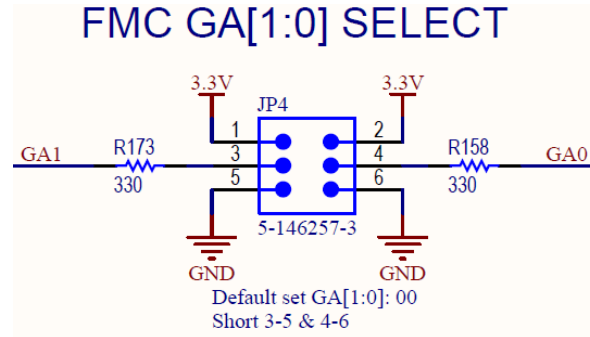 FMC GA[1:0] SELECT
3.3V 3.3V
JP4
1 2
GA1 R173 3 4 R158 GA0
330 5 6 330
5-146257-3
GND GND
Default set GA[1:0]: 00
Short 3-5 & 4-6